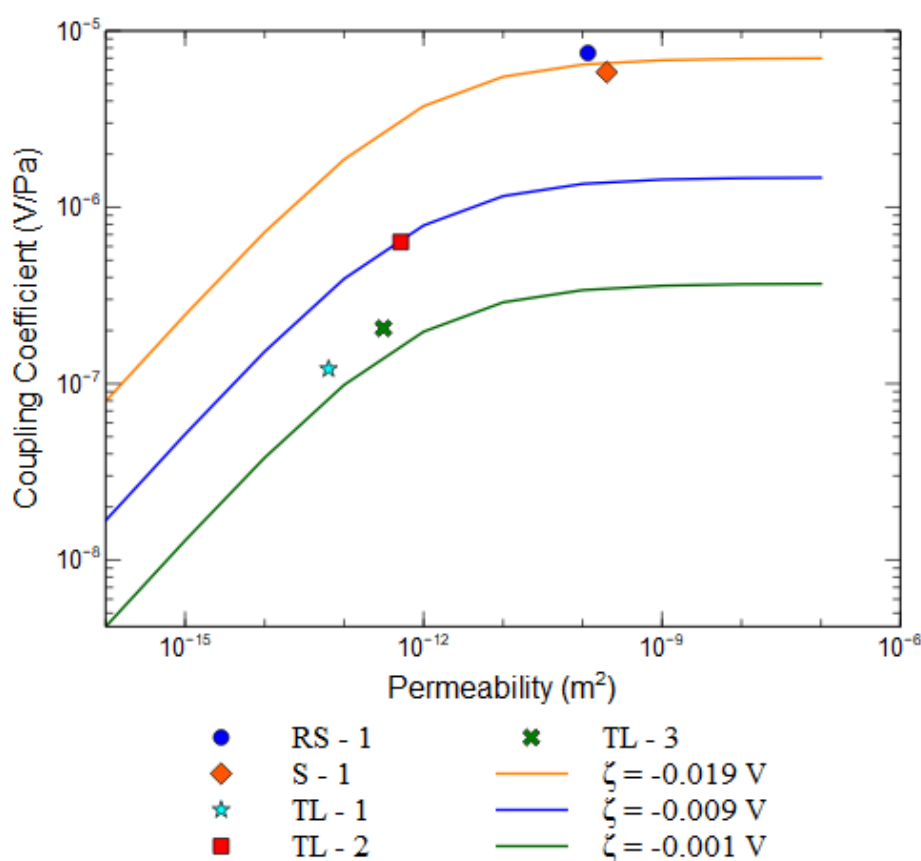 10⁻⁵
10⁻⁶
10⁻⁷
10⁻⁸
Coupling Coefficient (V/Pa)
10⁻¹⁵ 10⁻¹² 10⁻⁹ 10⁻⁶
Permeability (m²)
RS - 1 TL - 3
S - 1 ζ = -0.019 V
TL - 1 ζ = -0.009 V
TL - 2 ζ = -0.001 V